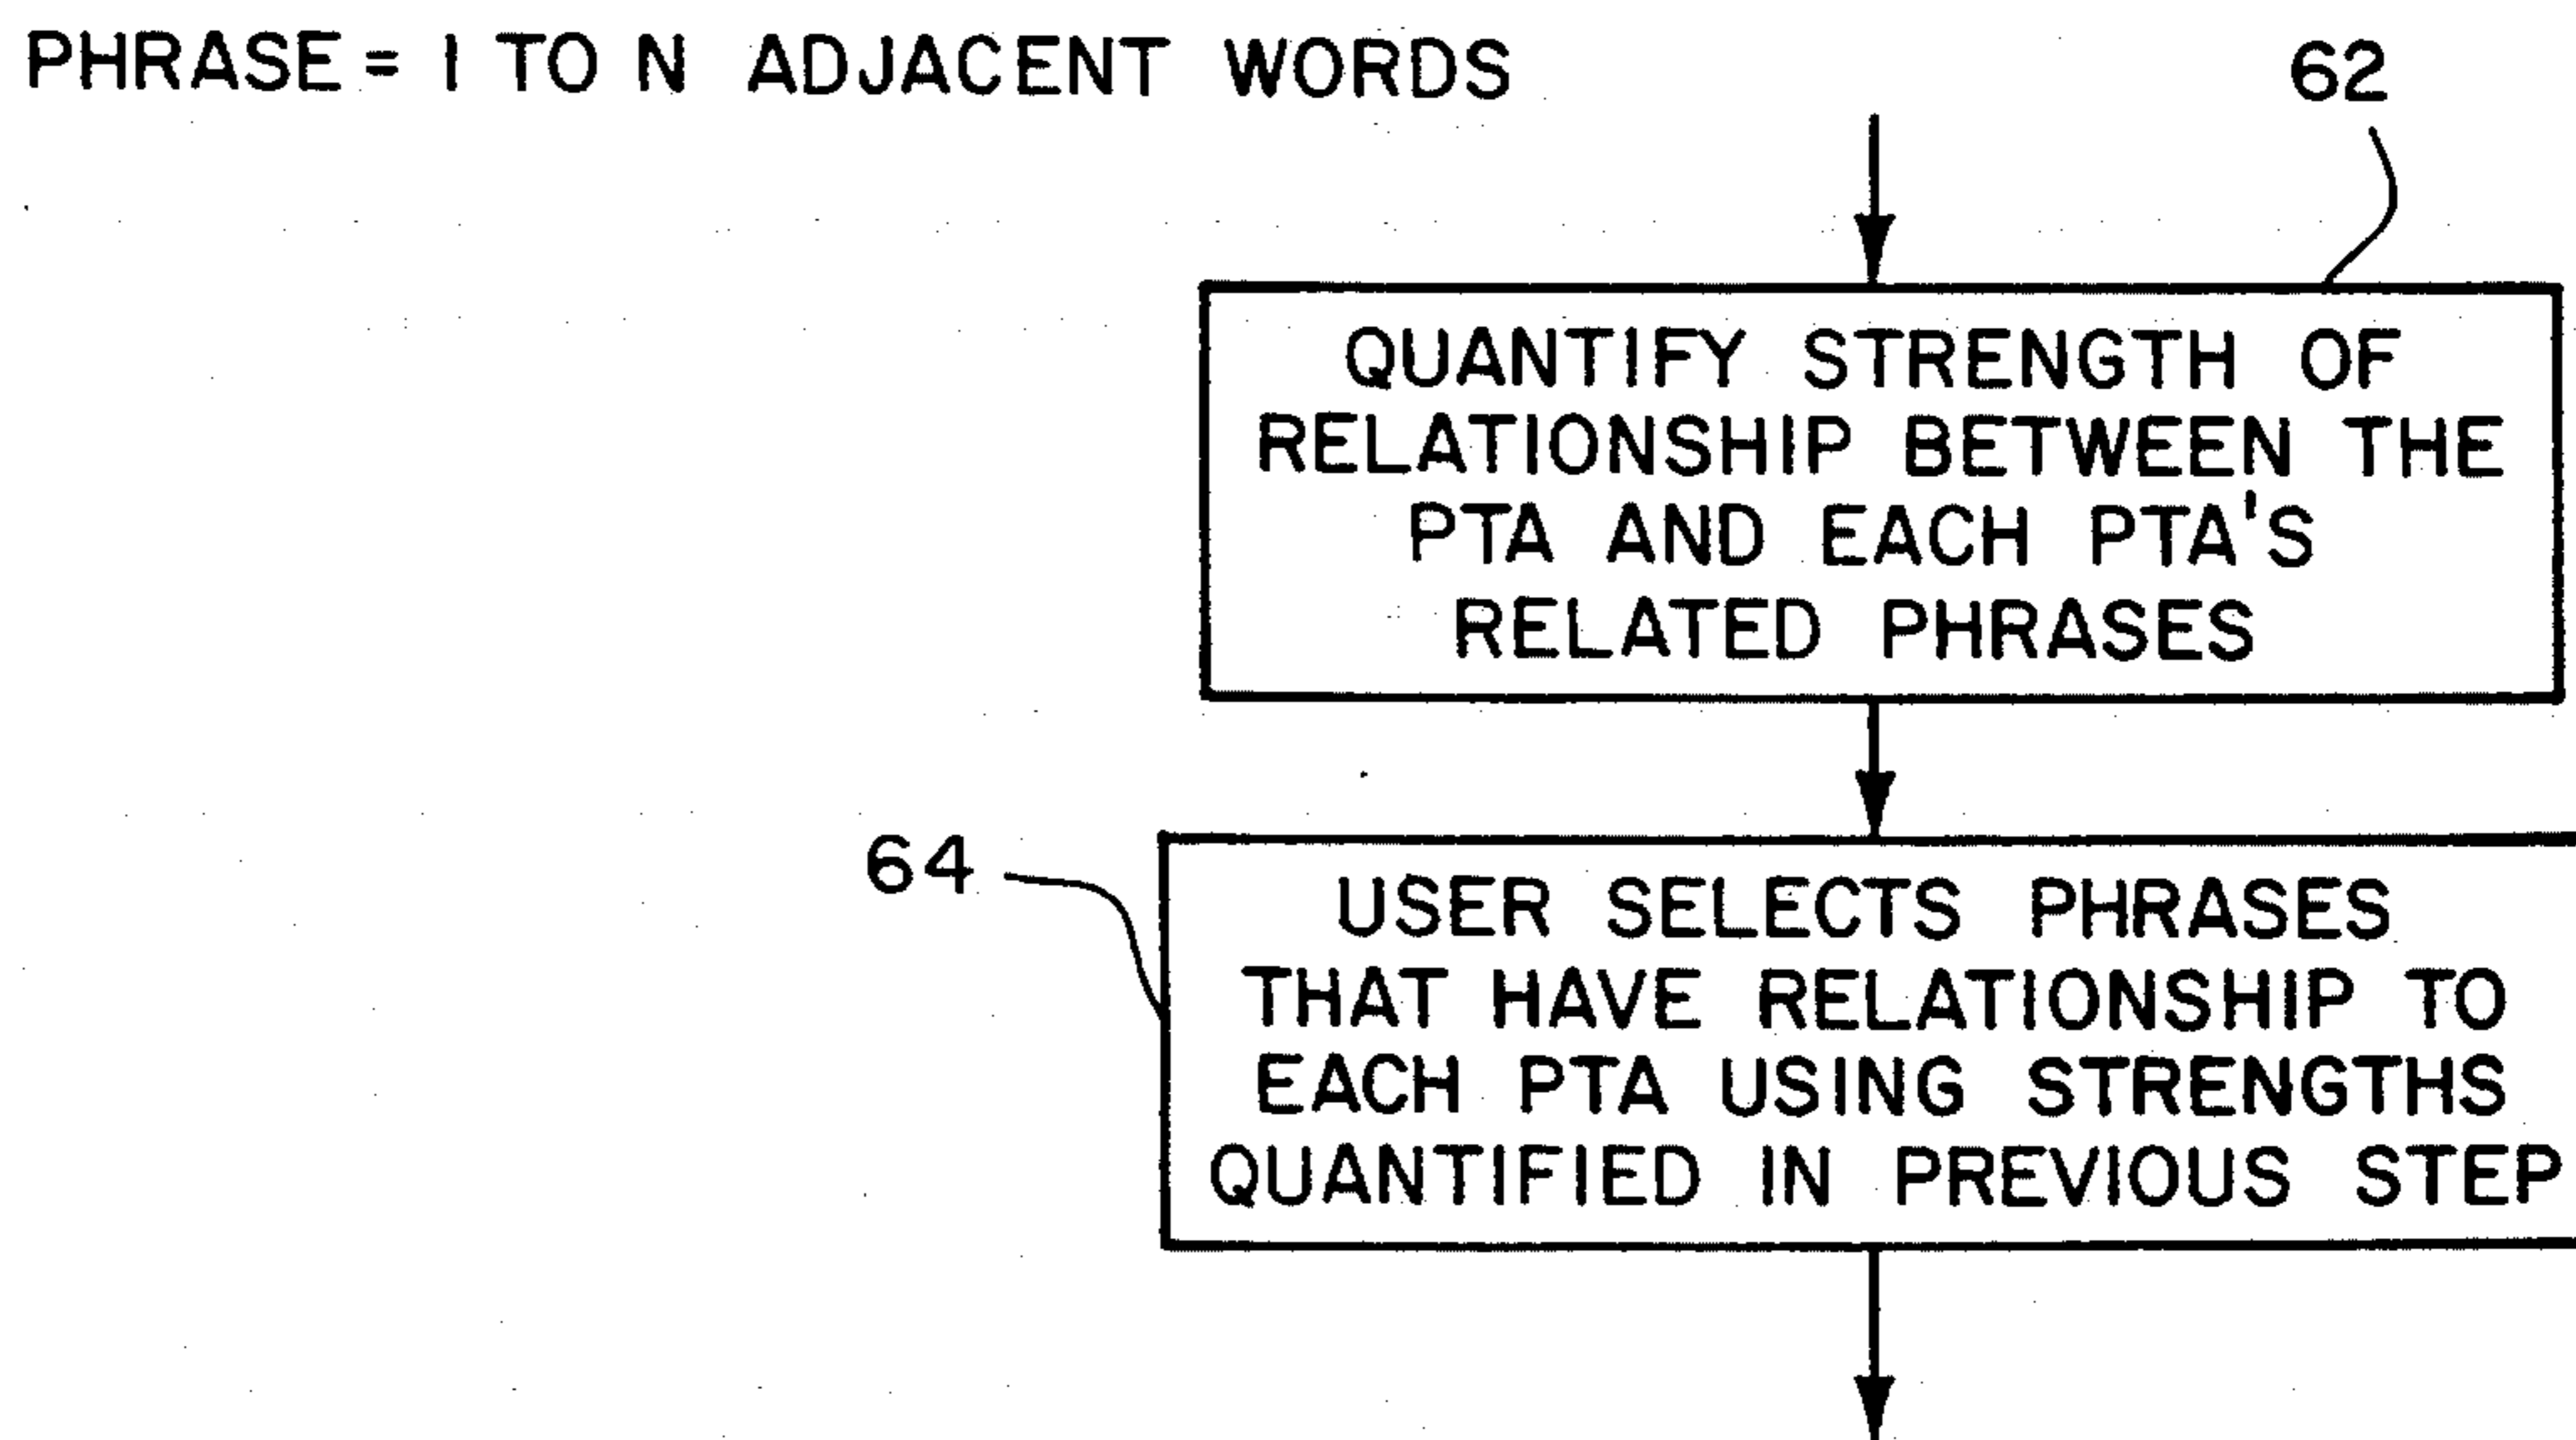 PHRASE = 1 TO N ADJACENT WORDS
62
QUANTIFY STRENGTH OF
RELATIONSHIP BETWEEN THE
PTA AND EACH PTA'S
RELATED PHRASES
64
USER SELECTS PHRASES
THAT HAVE RELATIONSHIP TO
EACH PTA USING STRENGTHS
QUANTIFIED IN PREVIOUS STEP